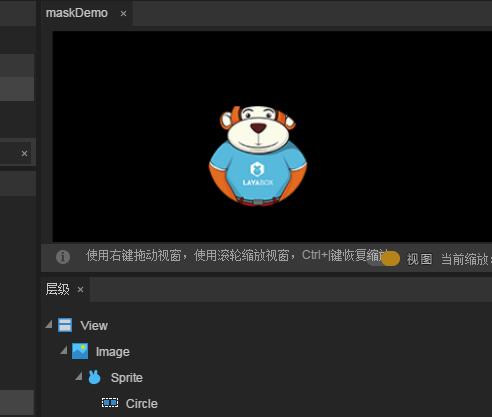 maskDemo ×
×
LAYABOX
使用右键拖动视窗，使用滚轮缩放视窗，Ctrl+I键恢复缩放
视图 当前缩放:
层级 ×
View
Image
Sprite
Circle